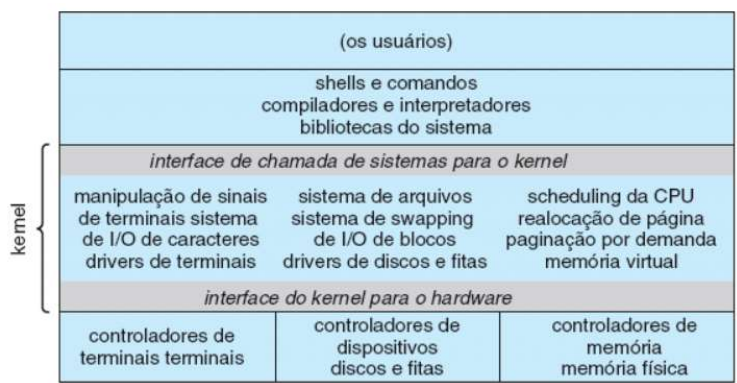 (os usuários)
shells e comandos
compiladores e interpretadores
bibliotecas do sistema
kernel
interface de chamada de sistemas para o kernel
manipulação de sinais
de terminais sistema
de I/O de caracteres
drivers de terminais
sistema de arquivos
sistema de swapping
de I/O de blocos
drivers de discos e fitas
scheduling da CPU
realocação de página
paginação por demanda
memória virtual
interface do kernel para o hardware
controladores de
terminais terminais
controladores de
dispositivos
discos e fitas
controladores de
memória
memória física